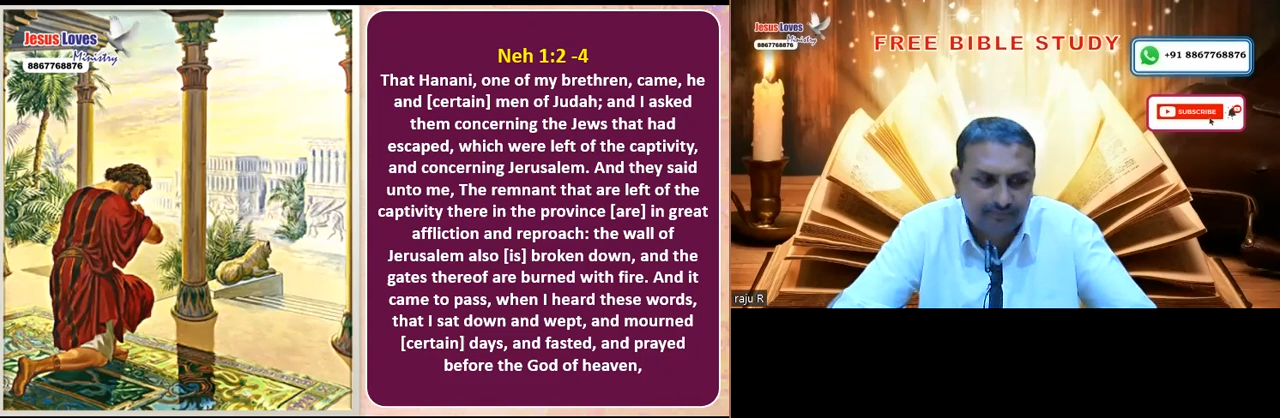 Jesus Loves
Ministry
8867768876
Neh 1:2 -4
That Hanani, one of my brethren, came, he
and [certain] men of Judah; and I asked
them concerning the Jews that had
escaped, which were left of the captivity,
and concerning Jerusalem. And they said
unto me, The remnant that are left of the
captivity there in the province [are] in great
affliction and reproach: the wall of
Jerusalem also [is] broken down, and the
gates thereof are burned with fire. And it
came to pass, when I heard these words,
that I sat down and wept, and mourned
[certain] days, and fasted, and prayed
before the God of heaven,
Jesus Loves
Ministry
8867768876
FREE BIBLE STUDY
+91 8867768876
SUBSCRIBE
raju R